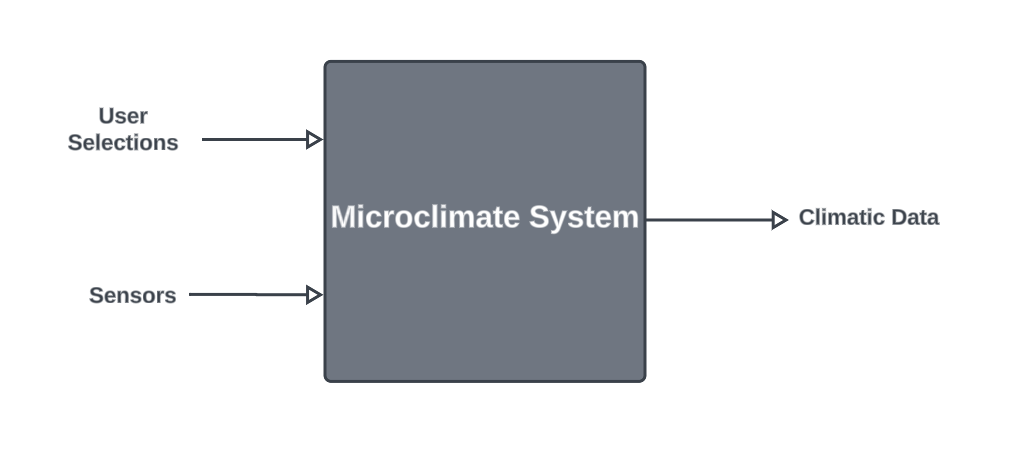 User
Selections
Microclimate System
Climatic Data
Sensors